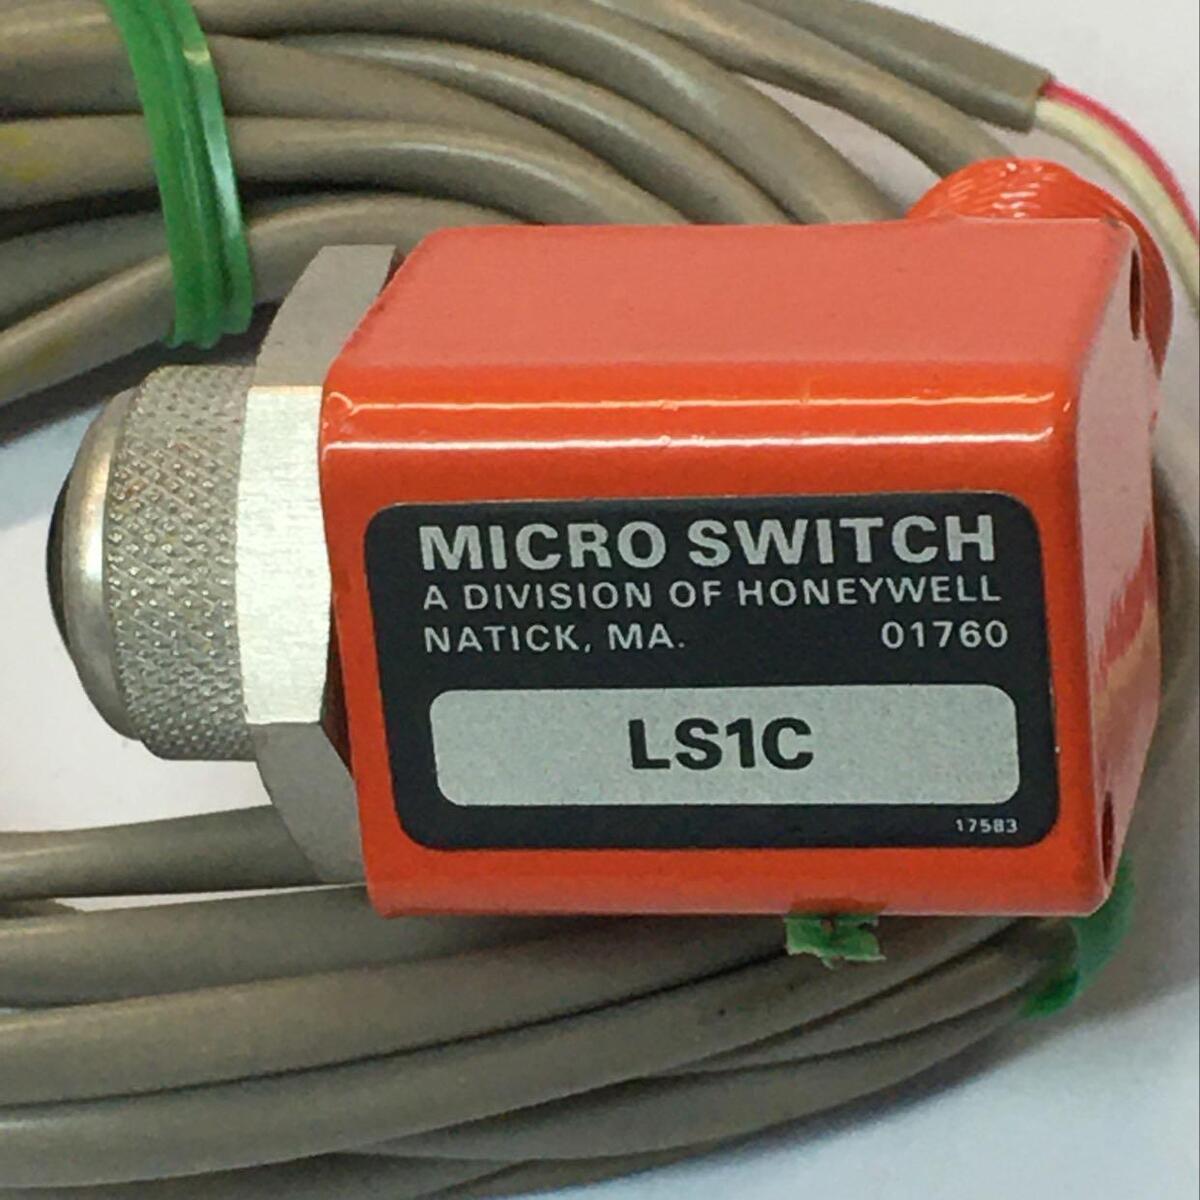 MICRO SWITCH
A DIVISION OF HONEYWELL
NATICK, MA. 01760
LS1C
17583